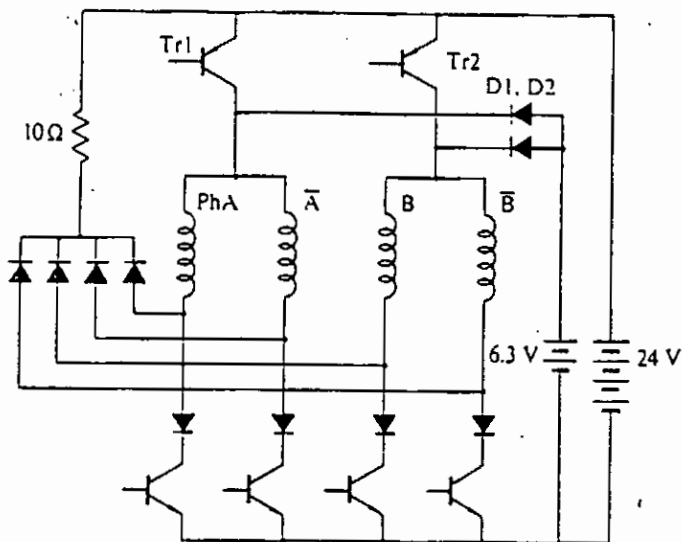 Tr1
Tr2
D1, D2
10Ω
PhA
A̅
B
B̅
6.3 V
24 V